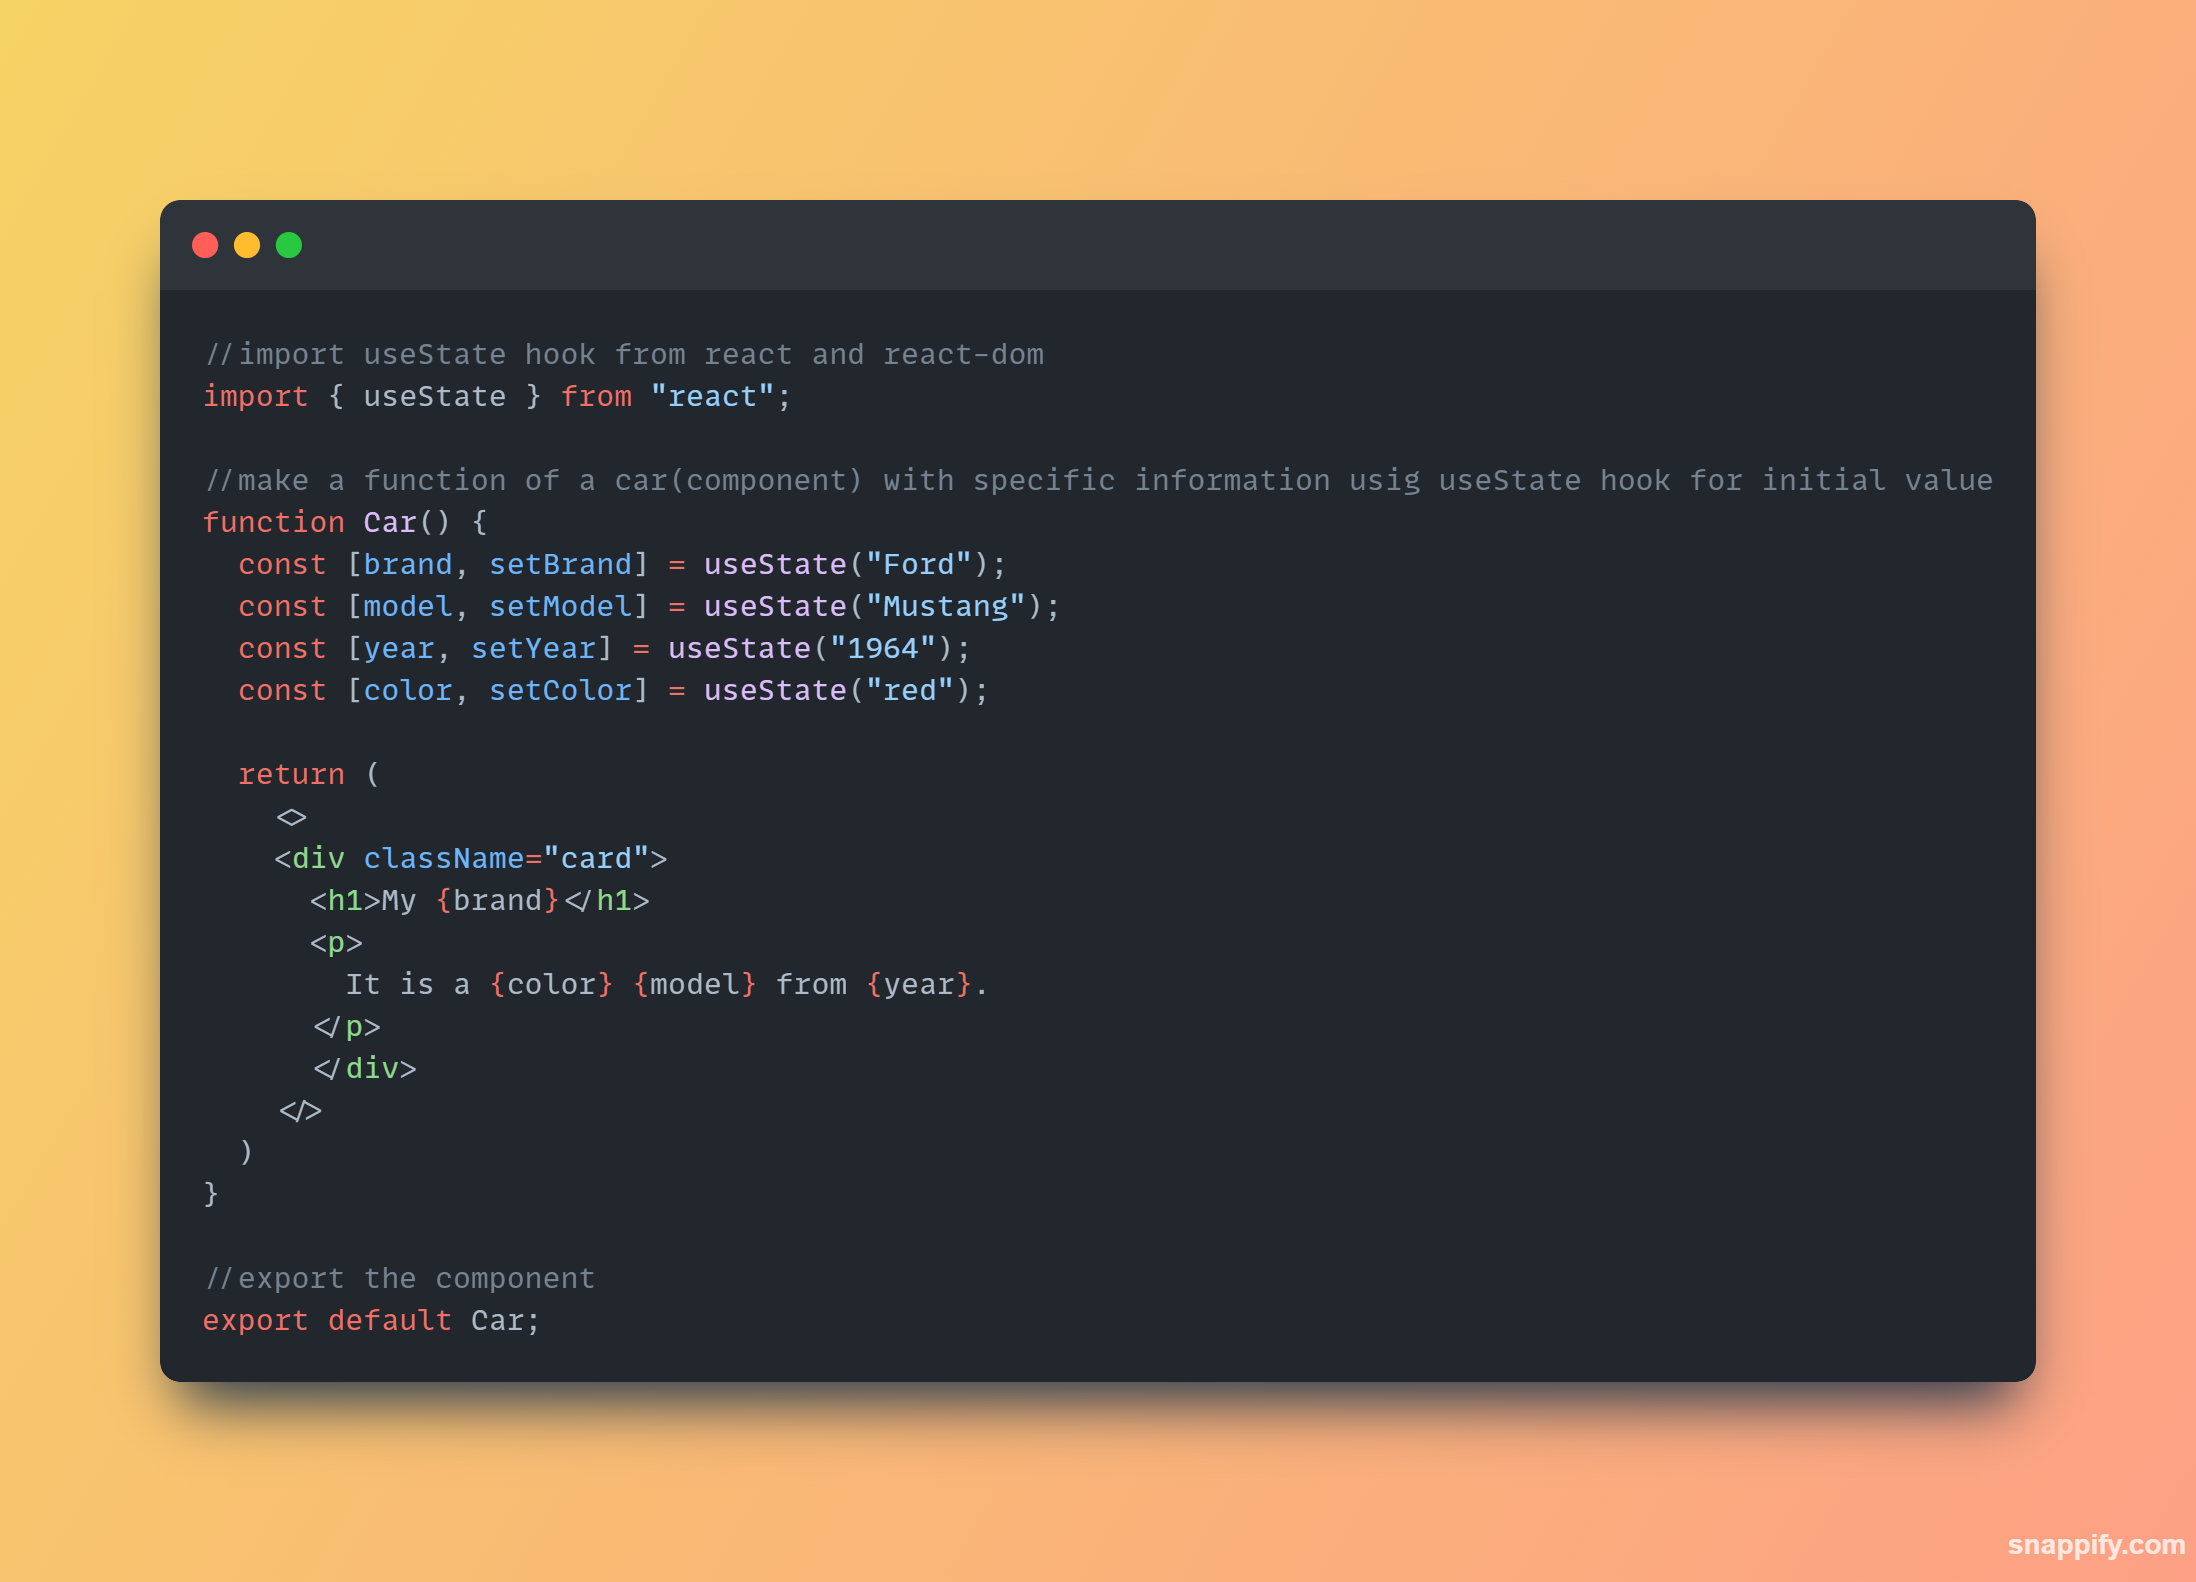 //import useState hook from react and react-dom
import { useState } from "react";

//make a function of a car(component) with specific information usig useState hook for initial value
function Car() {
  const [brand, setBrand] = useState("Ford");
  const [model, setModel] = useState("Mustang");
  const [year, setYear] = useState("1964");
  const [color, setColor] = useState("red");

  return (
    <>
    <div className="card">
      <h1>My {brand}</h1>
      <p>
        It is a {color} {model} from {year}.
      </p>
      </div>
    </>
  )
}

//export the component
export default Car;
snappify.com